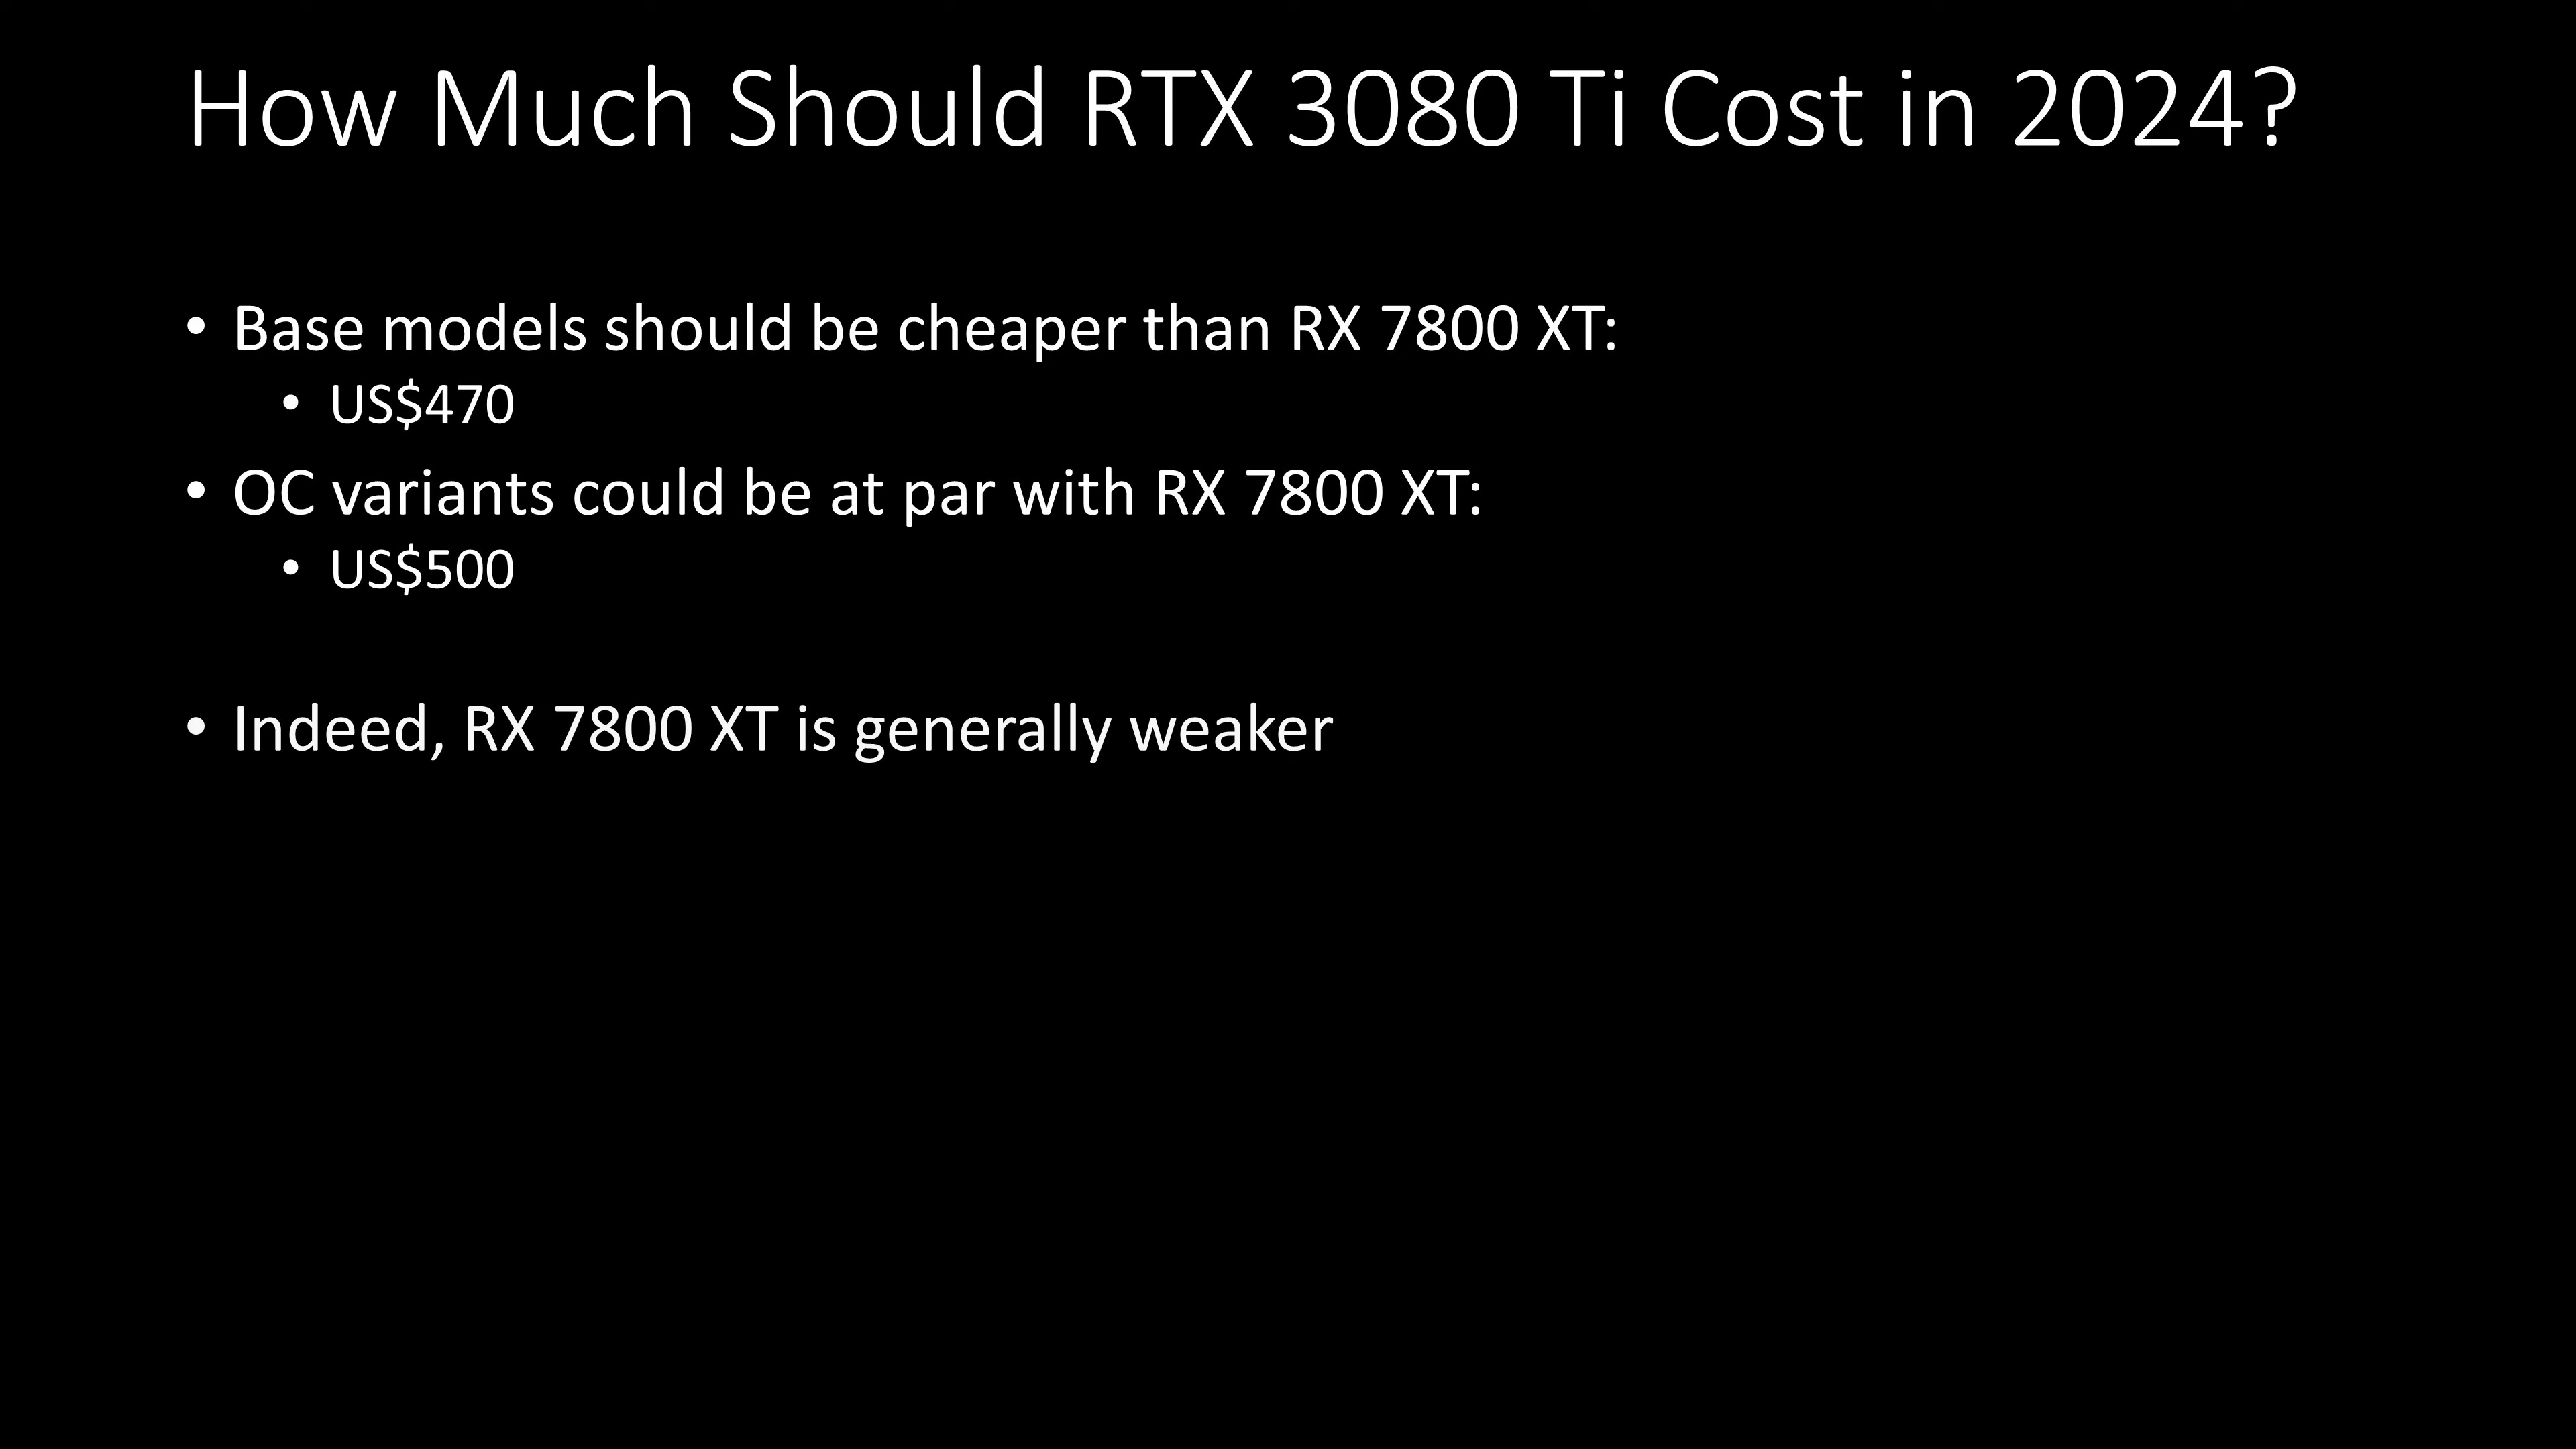 How Much Should RTX 3080 Ti Cost in 2024?
• Base models should be cheaper than RX 7800 XT:
• US$470
• OC variants could be at par with RX 7800 XT:
• US$500
• Indeed, RX 7800 XT is generally weaker